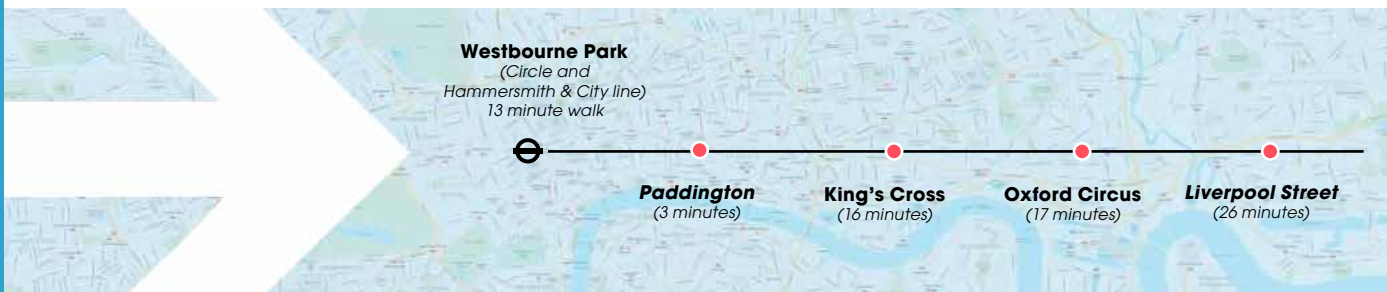 Westbourne Park
(Circle and
Hammersmith & City line)
13 minute walk
Paddington
(3 minutes)
King's Cross
(16 minutes)
Oxford Circus
(17 minutes)
Liverpool Street
(26 minutes)